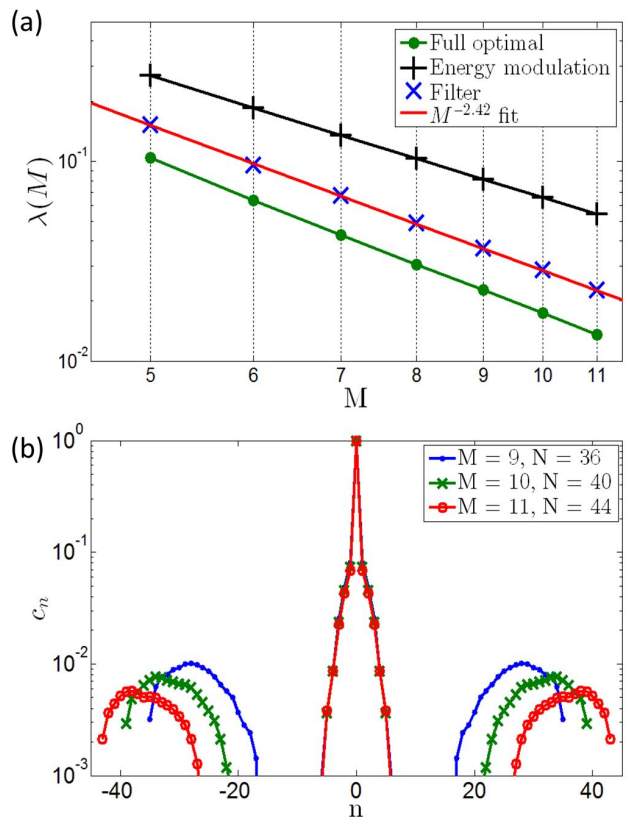 (a)
Full optimal
Energy modulation
Filter
M^{-2.42} fit
λ(M)
10^{-1}
10^{-2}
5 6 7 8 9 10 11
M
(b)
M = 9, N = 36
M = 10, N = 40
M = 11, N = 44
c_n
10^0
10^{-1}
10^{-2}
10^{-3}
-40 -20 0 20 40
n